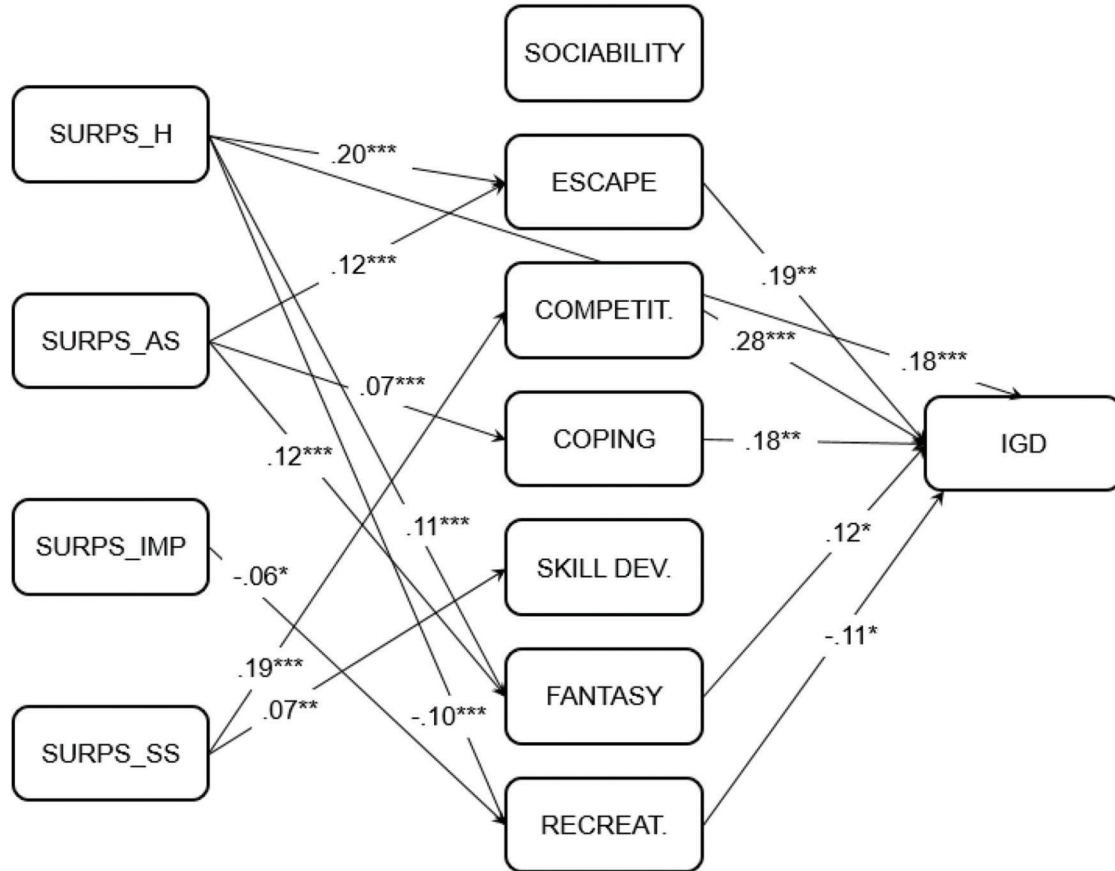 SOCIABILITY
SURPS_H
.20***
ESCAPE
.12***
.19**
SURPS_AS
COMPETIT.
.28***
.18***
.07***
COPING
.18**
IGD
.12***
.11***
.12*
SURPS_IMP
-.06*
SKILL DEV.
-.11*
.19***
.07**
-.10***
FANTASY
SURPS_SS
RECREAT.